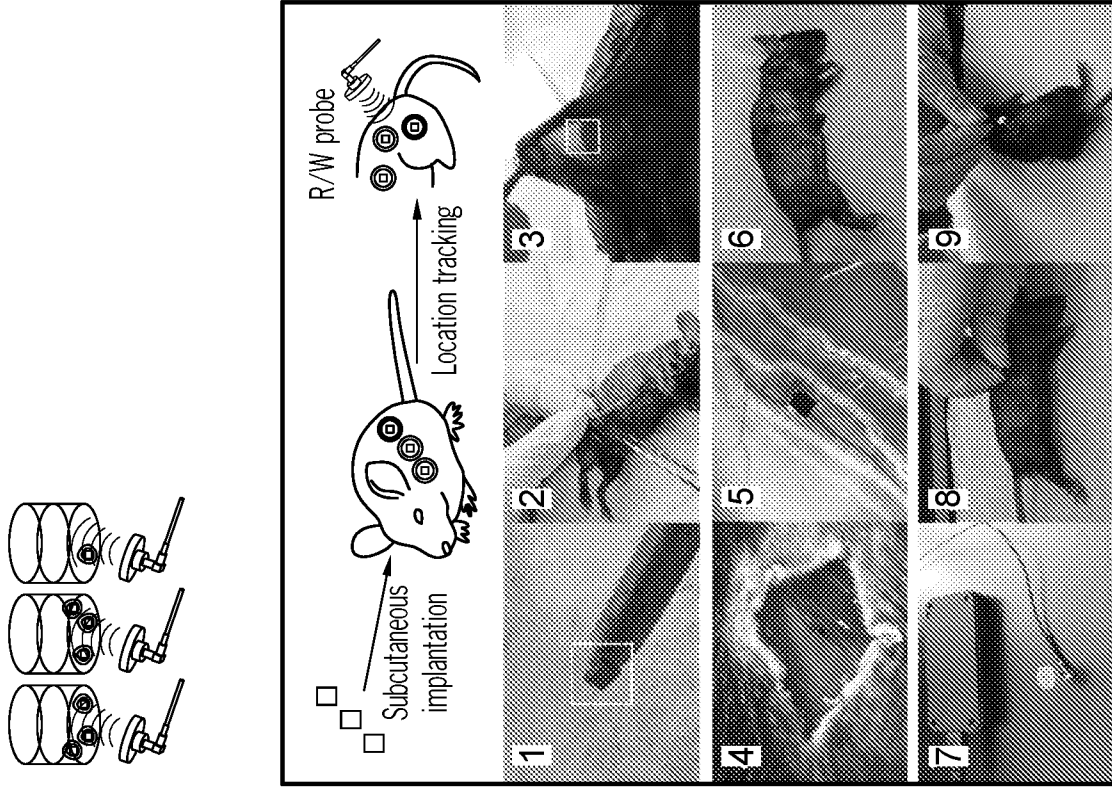 Subcutaneous
implantation
Location tracking
R/W probe
1
2
3
4
5
6
7
8
9